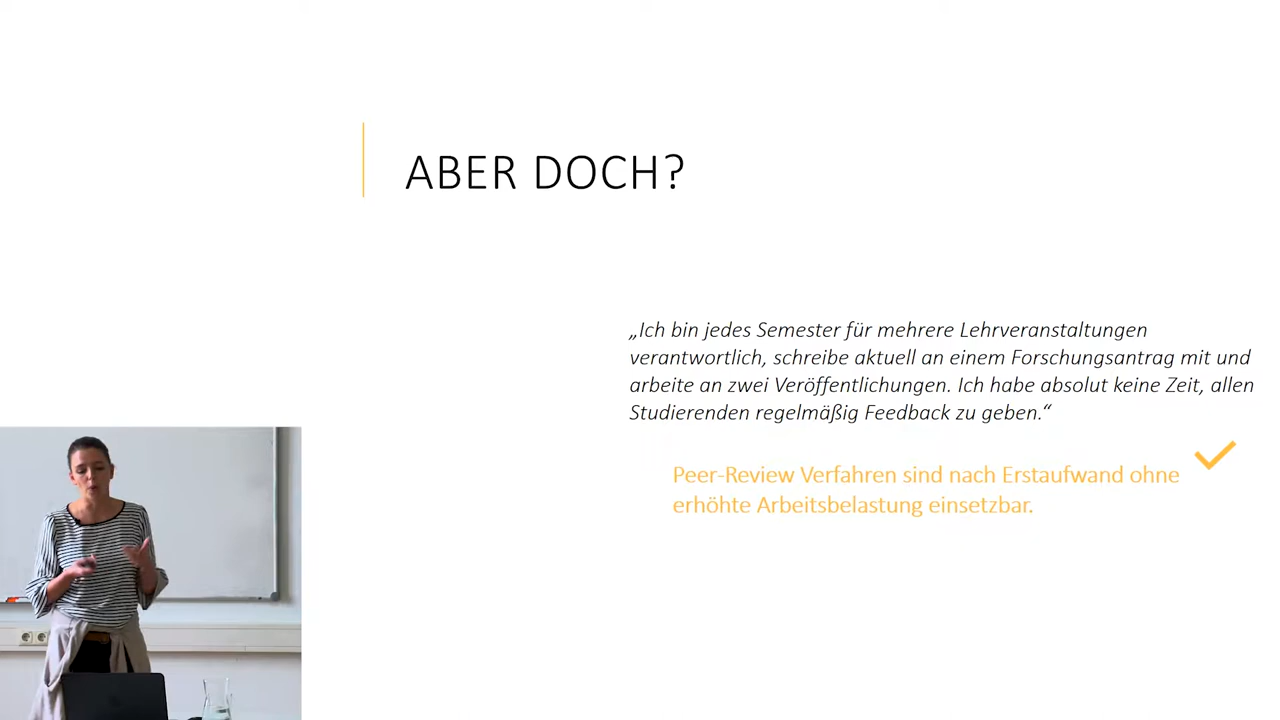 ABER DOCH?
„Ich bin jedes Semester für mehrere Lehrveranstaltungen
verantwortlich, schreibe aktuell an einem Forschungsantrag mit und
arbeite an zwei Veröffentlichungen. Ich habe absolut keine Zeit, allen
Studierenden regelmäßig Feedback zu geben.“
Peer-Review Verfahren sind nach Erstaufwand ohne
erhöhte Arbeitsbelastung einsetzbar.